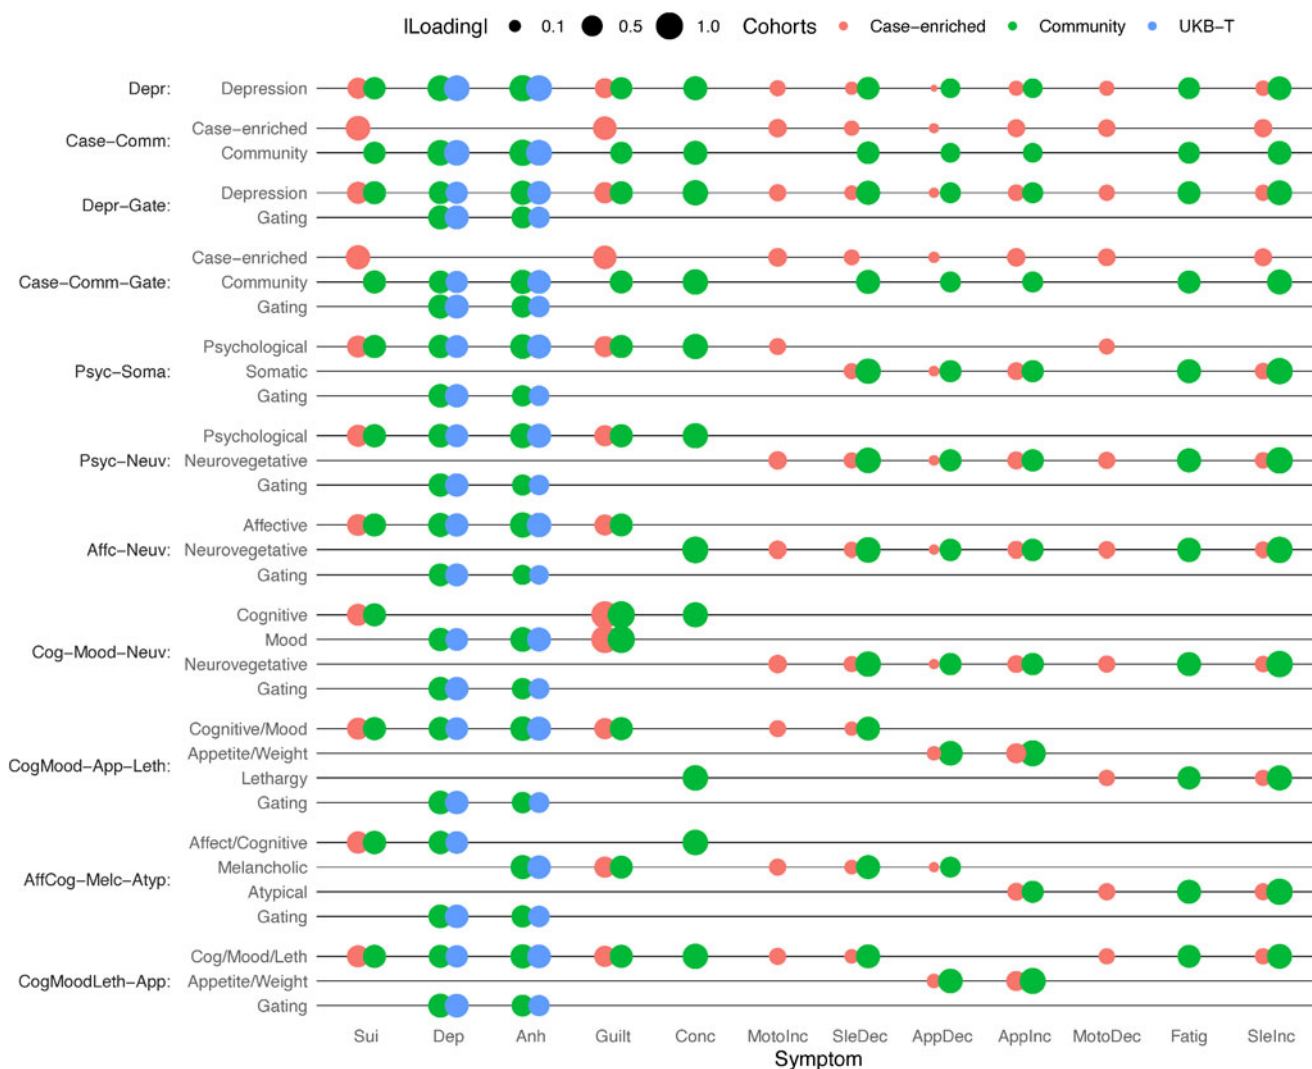 |Loading| 0.1 0.5 1.0 Cohorts Case−enriched Community UKB−T
Depr: Depression
Case−Comm: Case−enriched
Community
Depr−Gate: Depression
Gating
Case−enriched
Case−Comm−Gate: Community
Gating
Psychological
Psyc−Soma: Somatic
Gating
Psychological
Psyc−Neuv: Neurovegetative
Gating
Affective
Affc−Neuv: Neurovegetative
Gating
Cognitive
Cog−Mood−Neuv: Mood
Neurovegetative
Gating
Cognitive/Mood
CogMood−App−Leth: Appetite/Weight
Lethargy
Gating
Affect/Cognitive
AffCog−Melc−Atyp: Melancholic
Atypical
Gating
Cog/Mood/Leth
CogMoodLeth−App: Appetite/Weight
Gating
Sui Dep Anh Guilt Conc MotoInc SleDec AppDec AppInc MotoDec Fatig SleInc
Symptom